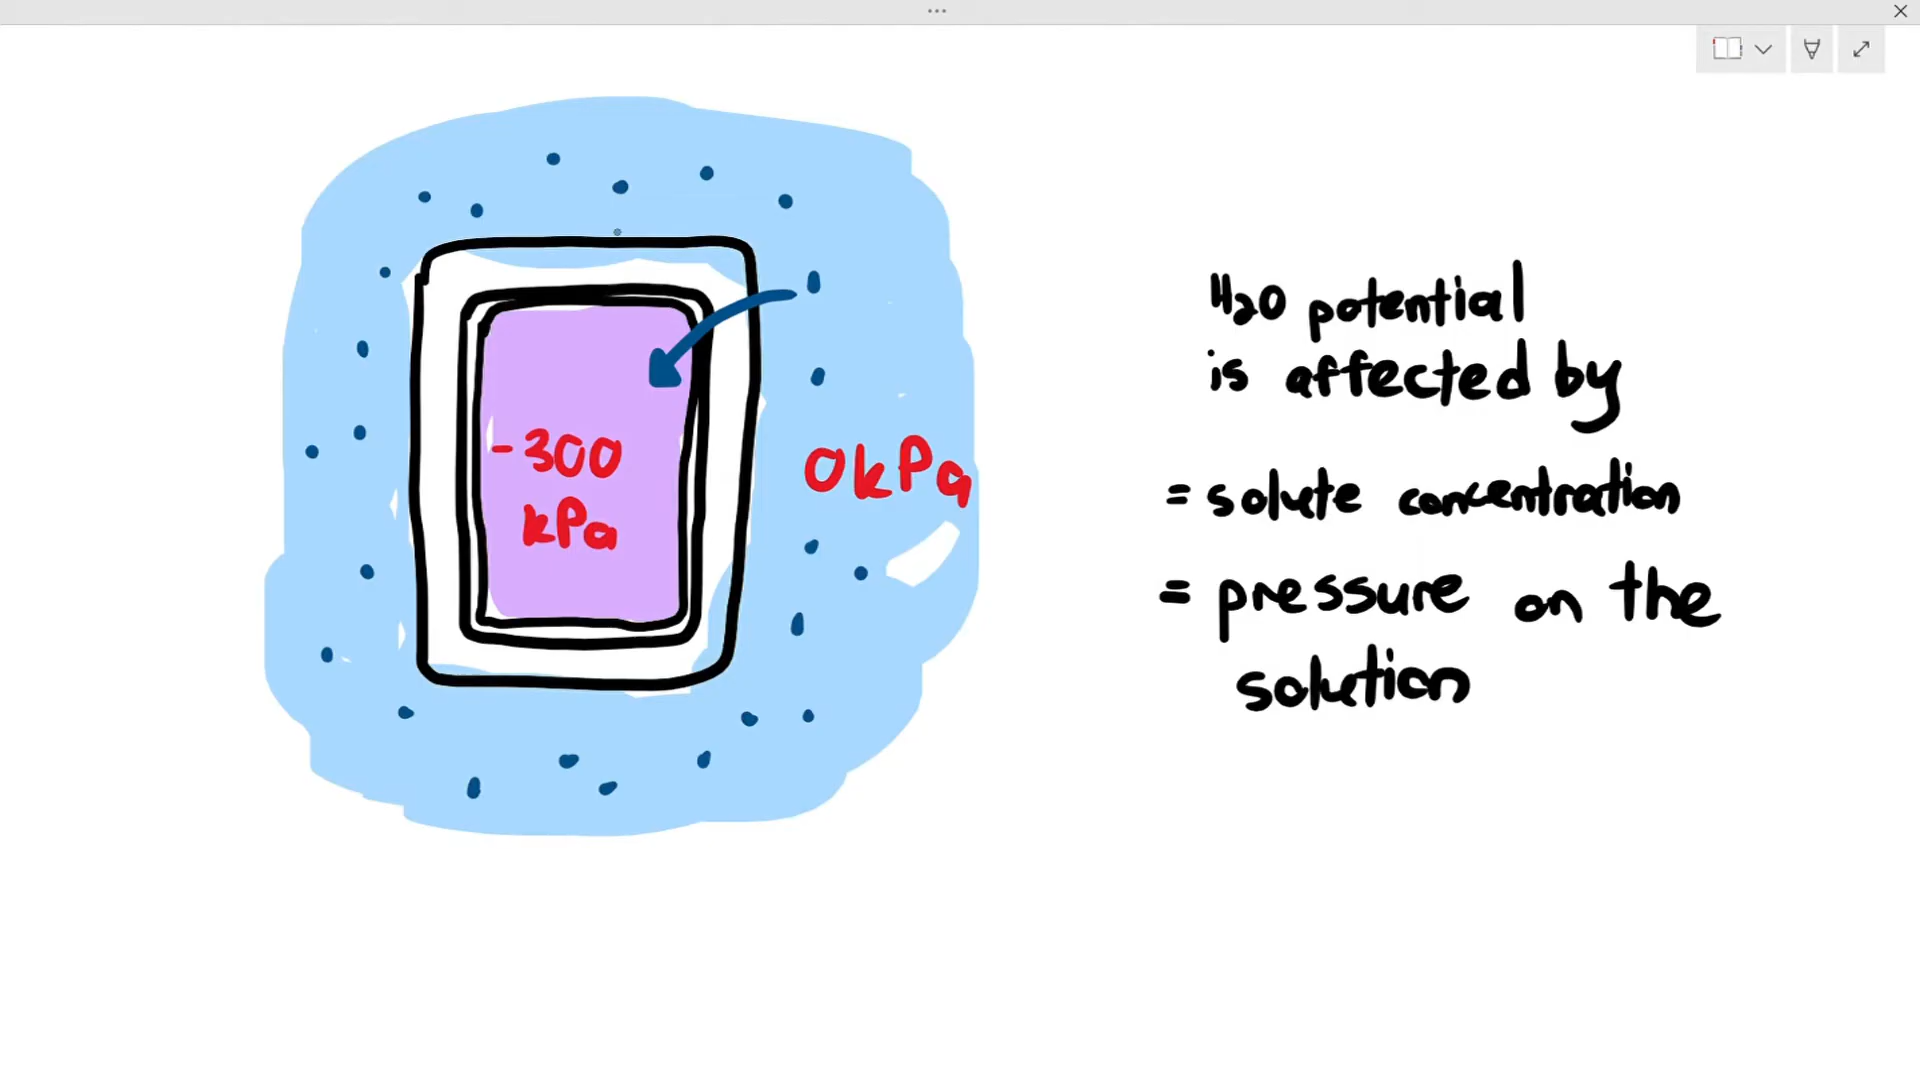 -300
kPa
0kPa
H2O potential
is affected by
= solute concentration
= pressure on the
solution